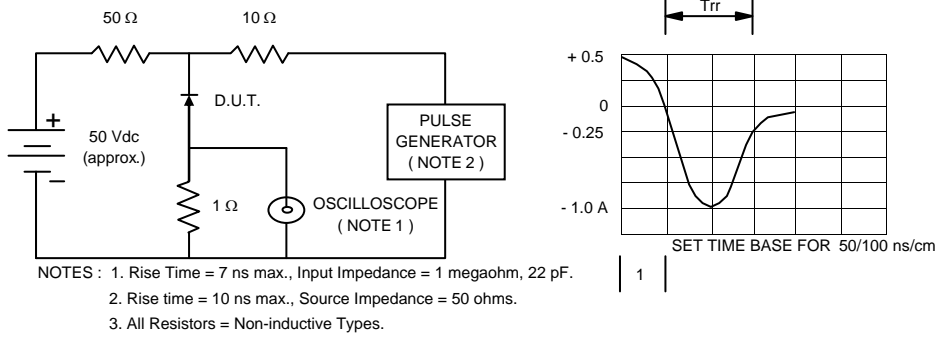 50 Ω
10 Ω
D.U.T.
+
50 Vdc
(approx.)
−
1 Ω
PULSE
GENERATOR
( NOTE 2 )
OSCILLOSCOPE
( NOTE 1 )
NOTES : 1. Rise Time = 7 ns max., Input Impedance = 1 megaohm, 22 pF.
2. Rise time = 10 ns max., Source Impedance = 50 ohms.
3. All Resistors = Non-inductive Types.
Trr
+ 0.5
0
- 0.25
- 1.0 A
SET TIME BASE FOR 50/100 ns/cm
1